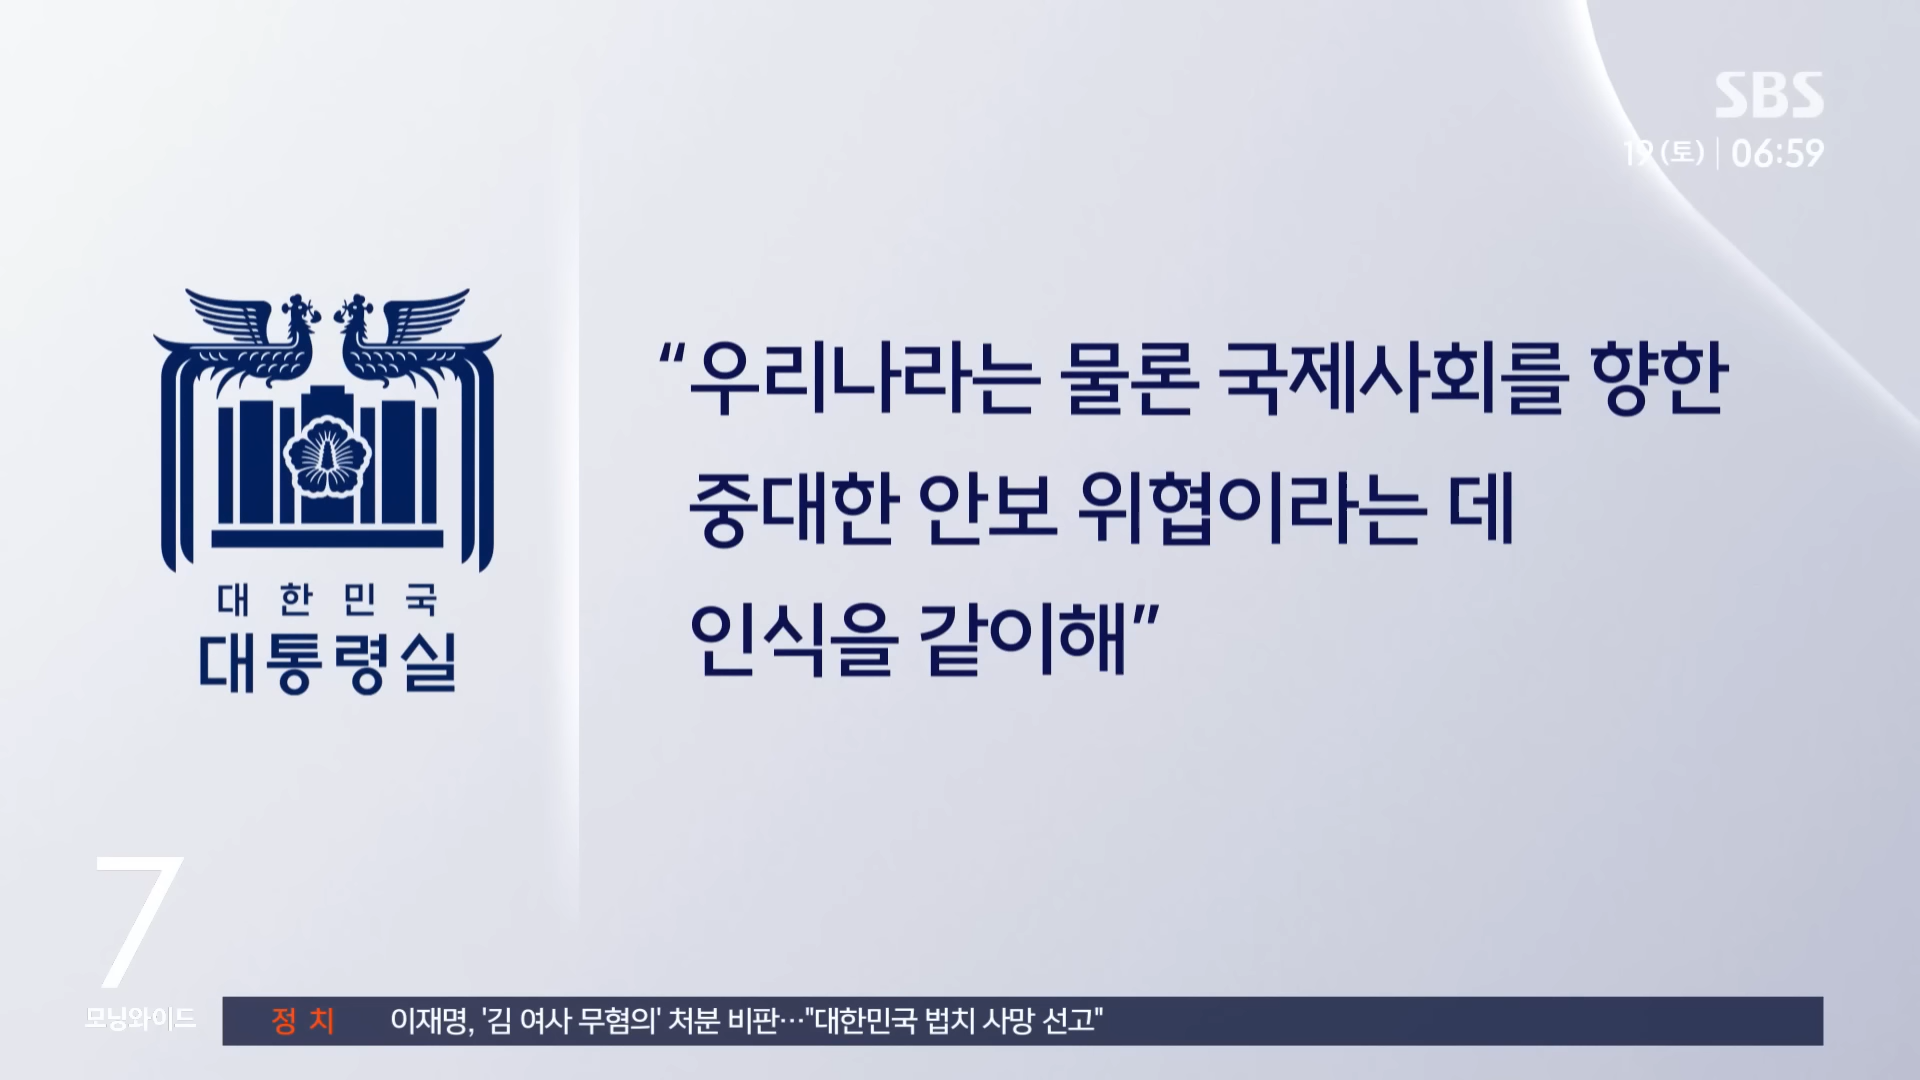 SBS
19 (토) | 06:59
“우리나라는 물론 국제사회를 향한
중대한 안보 위협이라는 데
인식을 같이해”
대한민국
대통령실
7
모닝와이드
정치 이재명, '김 여사 무혐의' 처분 비판…"대한민국 법치 사망 선고"